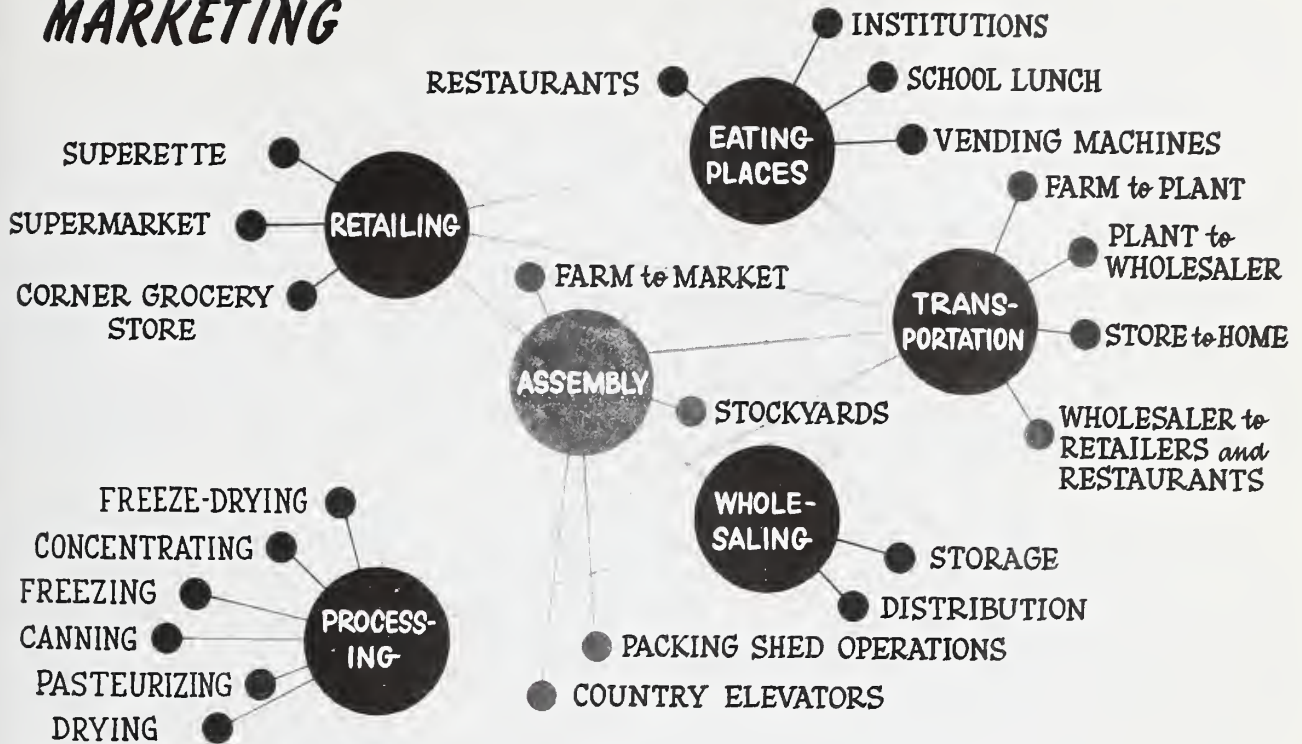 MARKETING
INSTITUTIONS
RESTAURANTS
SCHOOL LUNCH
EATING
PLACES
VENDING MACHINES
SUPERETTE
SUPERMARKET
CORNER GROCERY
STORE
RETAILING
FARM to PLANT
PLANT to
WHOLESALER
TRANS-
PORTATION
STORE to HOME
WHOLESALER to
RETAILERS and
RESTAURANTS
FARM to MARKET
ASSEMBLY
STOCKYARDS
PACKING SHED OPERATIONS
COUNTRY ELEVATORS
WHOLE-
SALING
STORAGE
DISTRIBUTION
FREEZE-DRYING
CONCENTRATING
FREEZING
CANNING
PASTEURIZING
DRYING
PROCESS-
ING